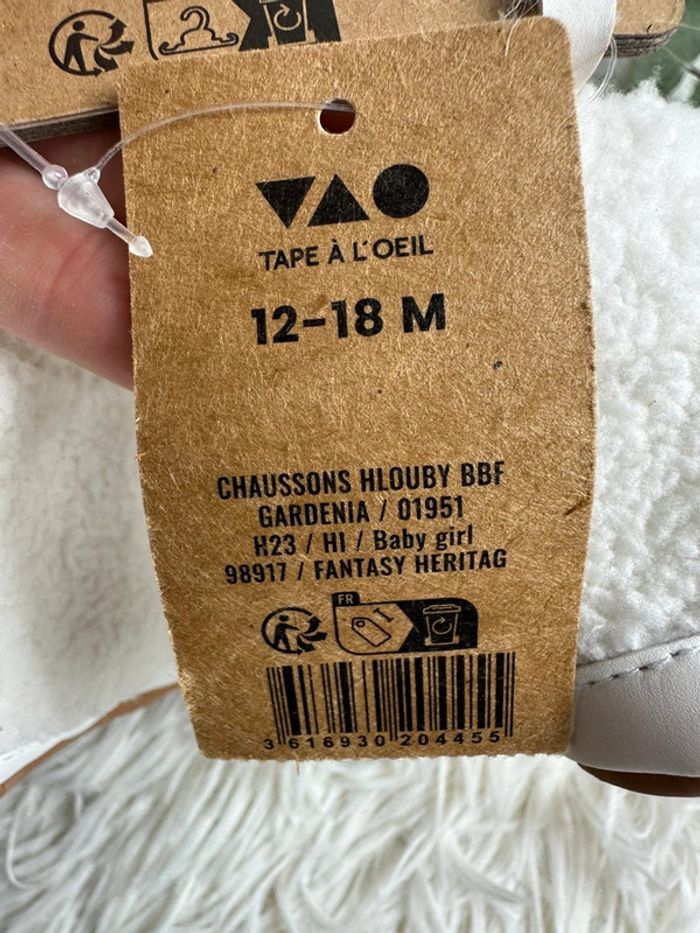 TAPE À L'OEIL
12-18 M
CHAUSSONS HLOUBY BBF
GARDENIA / 01951
H23 / HI / Baby girl
98917 / FANTASY HERITAG
FR
3 616930 204455